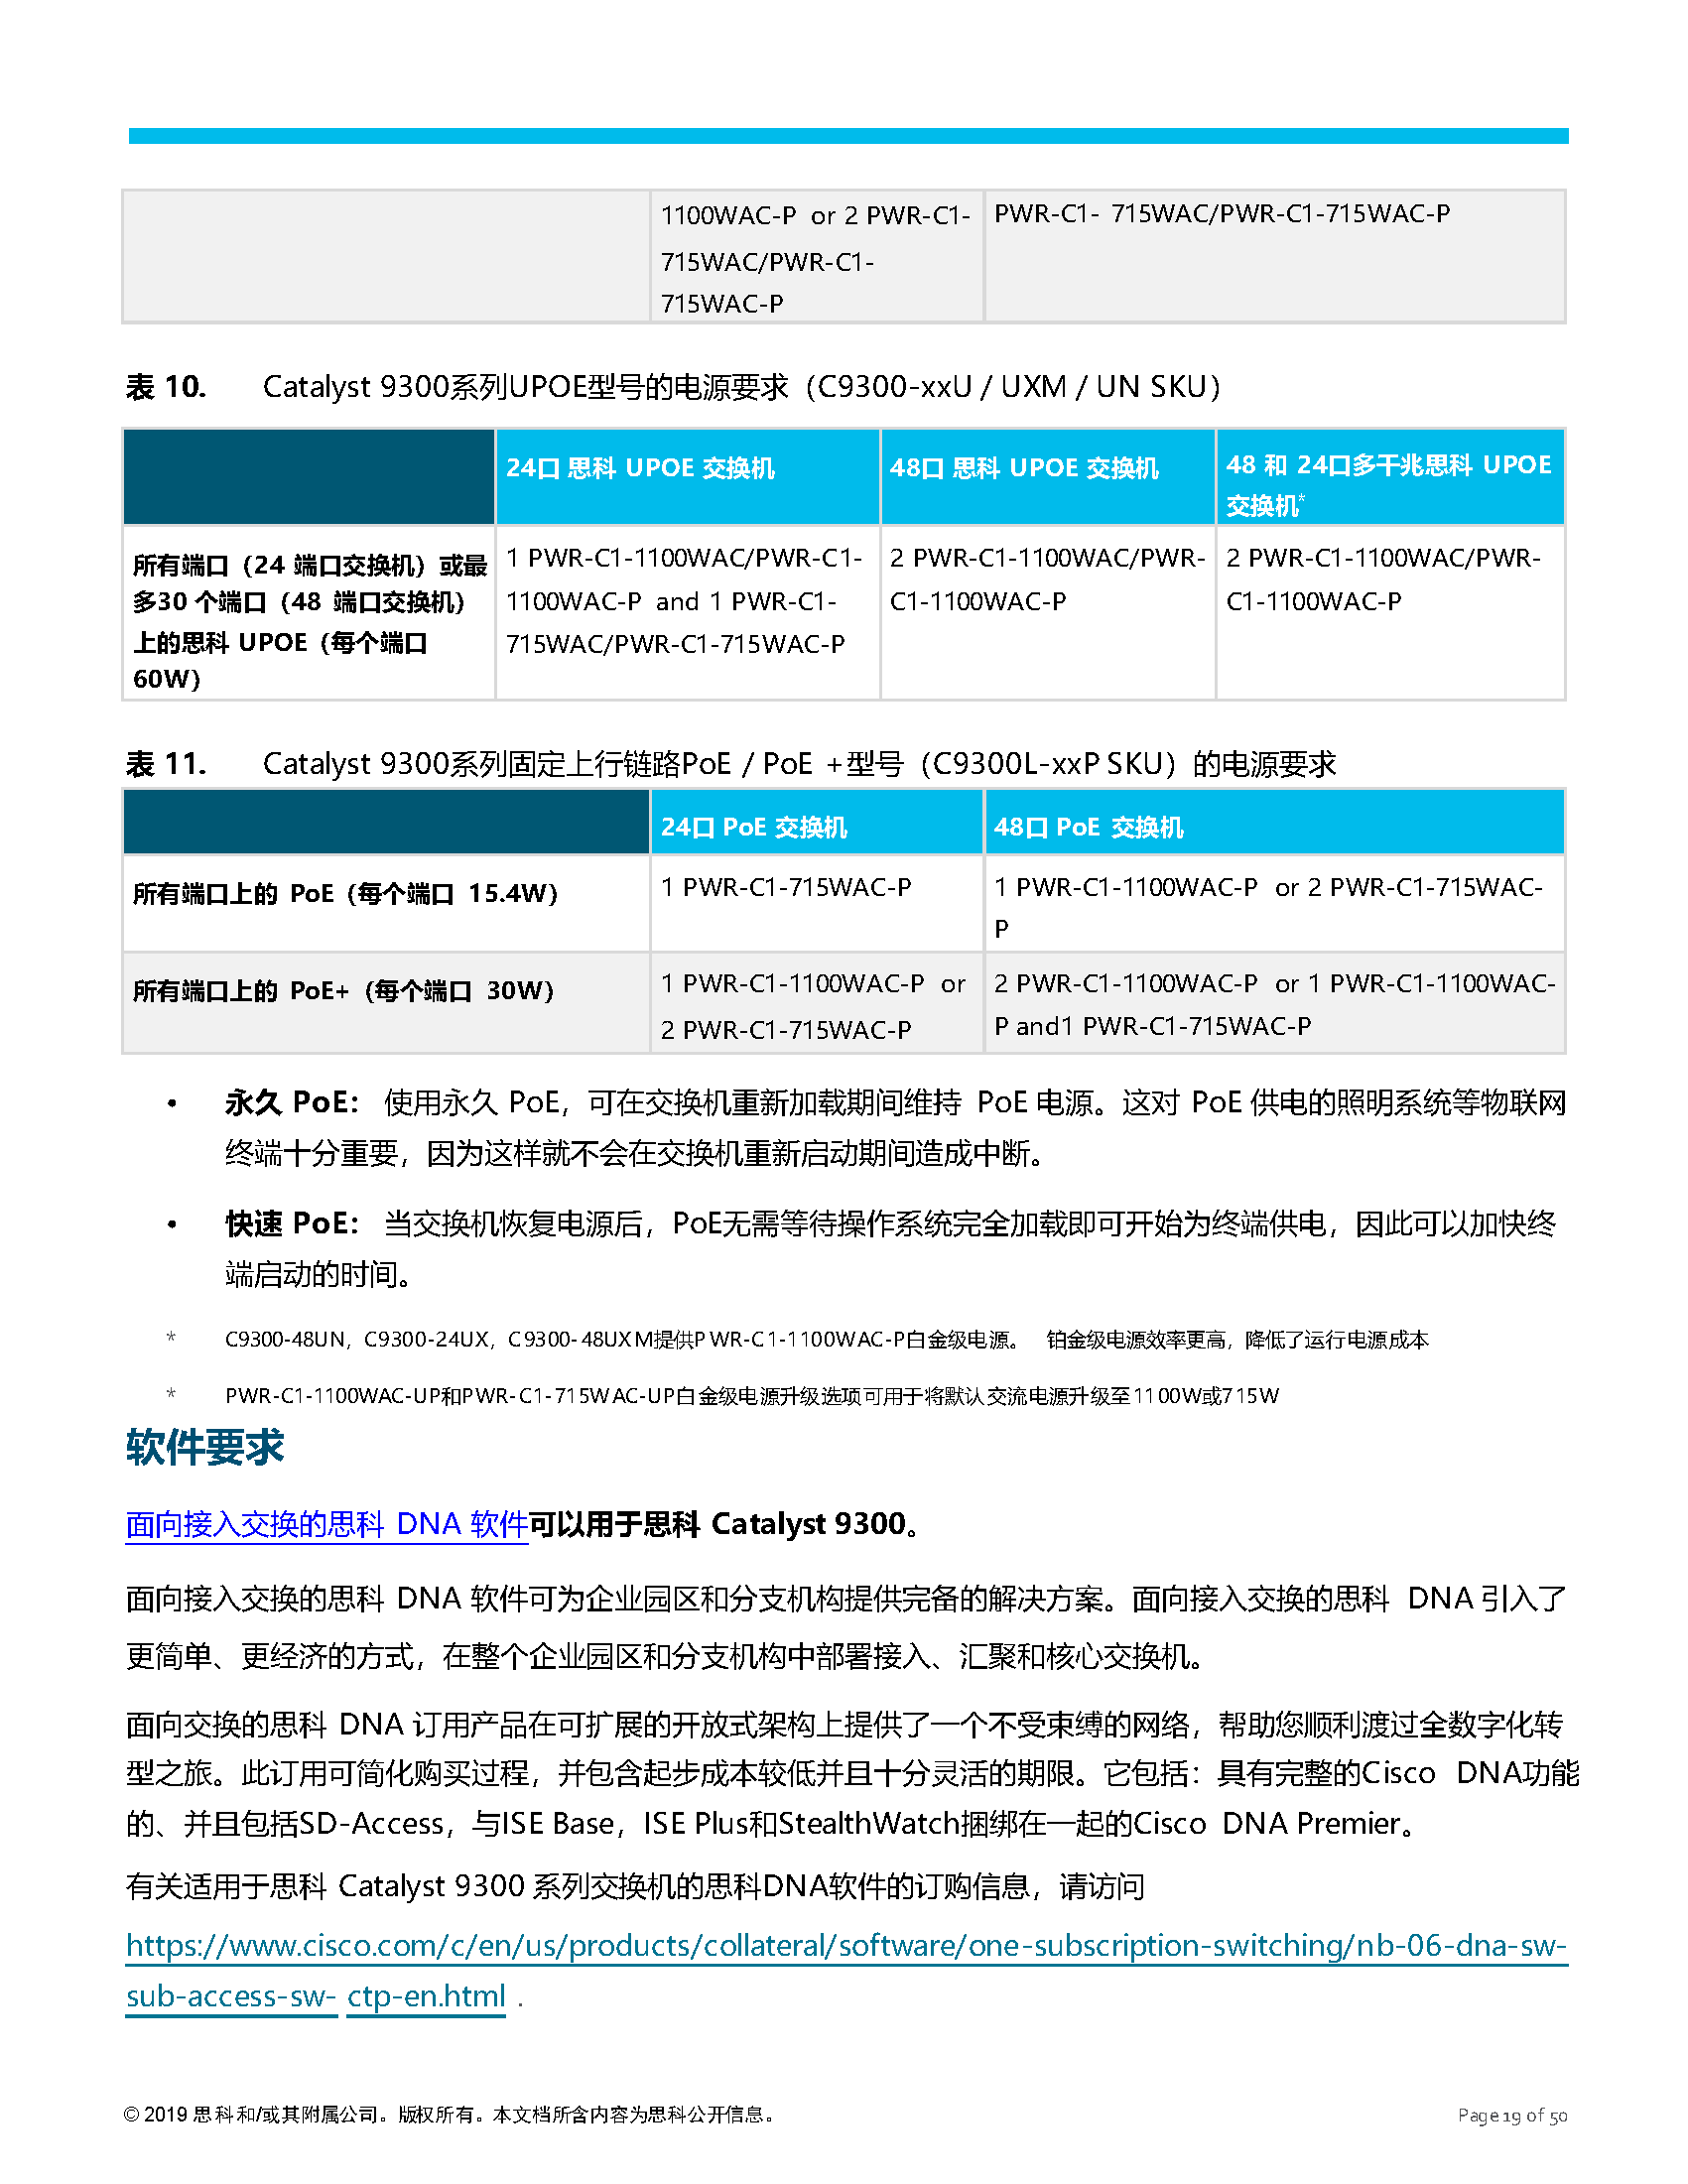 1100WAC-P or 2 PWR-C1-
715WAC/PWR-C1-
715WAC-P
PWR-C1- 715WAC/PWR-C1-715WAC-P
表 10. Catalyst 9300系列UPOE型号的电源要求（C9300-xxU / UXM / UN SKU）
24口 思科 UPOE 交换机
48口 思科 UPOE 交换机
48 和 24口多千兆思科 UPOE
交换机*
所有端口（24 端口交换机）或最
多30 个端口（48 端口交换机）
上的思科 UPOE（每个端口
60W）
1 PWR-C1-1100WAC/PWR-C1-
1100WAC-P and 1 PWR-C1-
715WAC/PWR-C1-715WAC-P
2 PWR-C1-1100WAC/PWR-
C1-1100WAC-P
2 PWR-C1-1100WAC/PWR-
C1-1100WAC-P
表 11. Catalyst 9300系列固定上行链路PoE / PoE +型号（C9300L-xxP SKU）的电源要求
24口 PoE 交换机
48口 PoE 交换机
所有端口上的 PoE（每个端口 15.4W）
1 PWR-C1-715WAC-P
1 PWR-C1-1100WAC-P or 2 PWR-C1-715WAC-
P
所有端口上的 PoE+（每个端口 30W）
1 PWR-C1-1100WAC-P or
2 PWR-C1-715WAC-P
2 PWR-C1-1100WAC-P or 1 PWR-C1-1100WAC-
P and1 PWR-C1-715WAC-P
• 永久 PoE： 使用永久 PoE，可在交换机重新加载期间维持 PoE 电源。这对 PoE 供电的照明系统等物联网
终端十分重要，因为这样就不会在交换机重新启动期间造成中断。
• 快速 PoE： 当交换机恢复电源后，PoE无需等待操作系统完全加载即可开始为终端供电，因此可以加快终
端启动的时间。
* C9300-48UN，C9300-24UX，C9300-48UXM提供PWR-C1-1100WAC-P白金级电源。 铂金级电源效率更高，降低了运行电源成本
* PWR-C1-1100WAC-UP和PWR-C1-715WAC-UP白金级电源升级选项可用于将默认交流电源升级至1100W或715W
软件要求
面向接入交换的思科 DNA 软件可以用于思科 Catalyst 9300。
面向接入交换的思科 DNA 软件可为企业园区和分支机构提供完备的解决方案。面向接入交换的思科 DNA 引入了
更简单、更经济的方式，在整个企业园区和分支机构中部署接入、汇聚和核心交换机。
面向交换的思科 DNA 订用产品在可扩展的开放式架构上提供了一个不受束缚的网络，帮助您顺利渡过全数字化转
型之旅。此订用可简化购买过程，并包含起步成本较低并且十分灵活的期限。它包括：具有完整的Cisco DNA功能
的、并且包括SD-Access，与ISE Base，ISE Plus和StealthWatch捆绑在一起的Cisco DNA Premier。
有关适用于思科 Catalyst 9300 系列交换机的思科DNA软件的订购信息，请访问
https://www.cisco.com/c/en/us/products/collateral/software/one-subscription-switching/nb-06-dna-sw-
sub-access-sw- ctp-en.html .
© 2019 思科和/或其附属公司。版权所有。本文档所含内容为思科公开信息。
Page 19 of 50